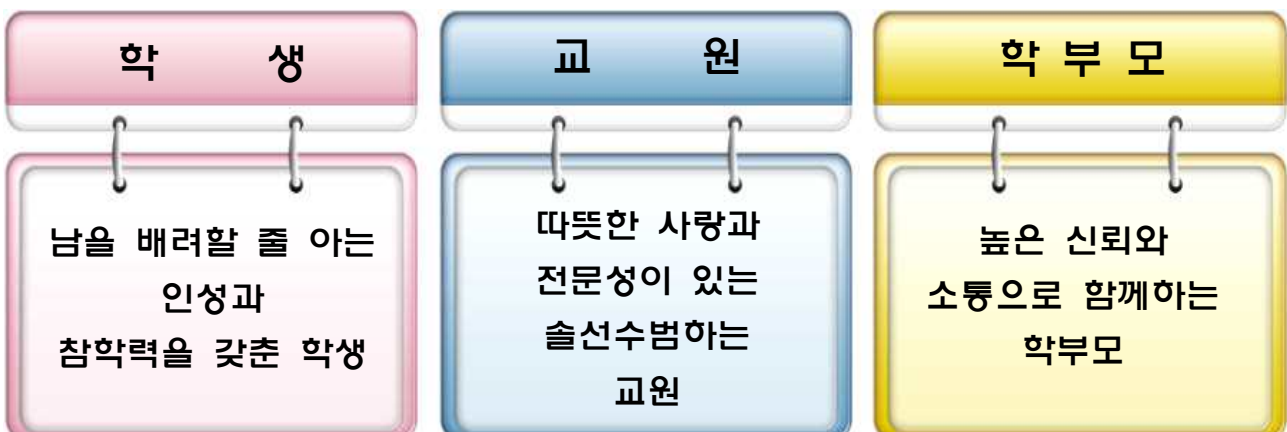 학 생
남을 배려할 줄 아는
인성과
참학력을 갖춘 학생
교 원
따뜻한 사랑과
전문성이 있는
솔선수범하는
교원
학 부 모
높은 신뢰와
소통으로 함께하는
학부모